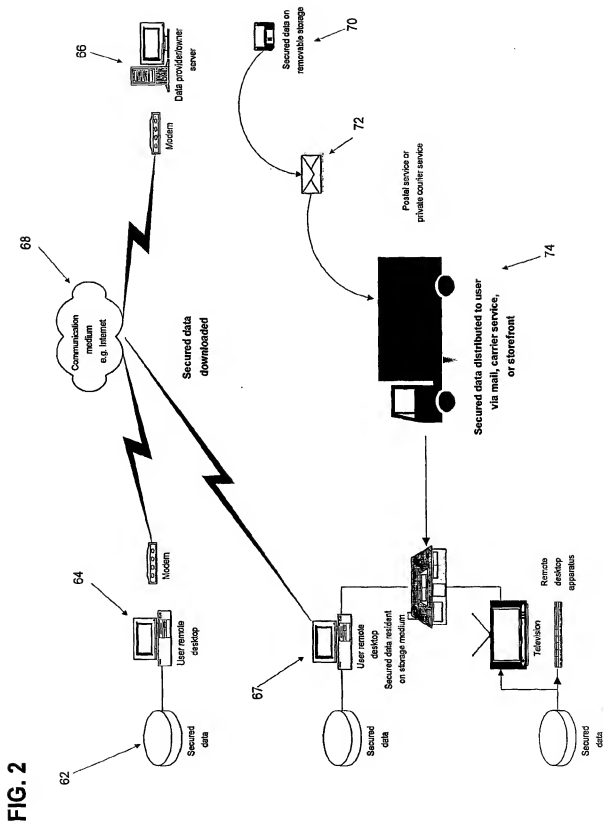 FIG. 2
62
Secured
data
64
User remote
desktop
Modem
68
Communication
medium
e.g. Internet
66
Modem
Data provider/owner
server
Secured data
downloaded
67
Secured
data
User remote
desktop
Secured data resident
on storage medium
70
Secured data on
removable storage
72
Postal service or
private courier service
74
Secured data distributed to user
via mail, carrier service,
or storefront
Television
Remote
desktop
apparatus
Secured
data